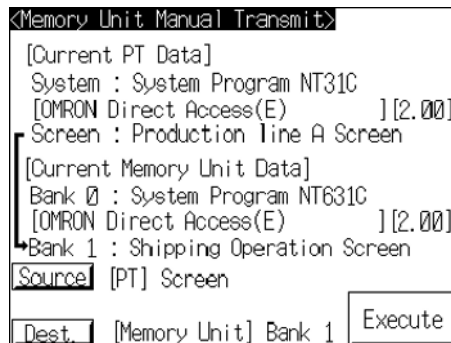 <Memory Unit Manual Transmit>
[Current PT Data]
System : System Program NT31C
[OMRON Direct Access(E) ][2.00]
Screen : Production line A Screen
[Current Memory Unit Data]
Bank 0 : System Program NT631C
[OMRON Direct Access(E) ][2.00]
Bank 1 : Shipping Operation Screen
Source [PT] Screen
Execute
Dest. [Memory Unit] Bank 1